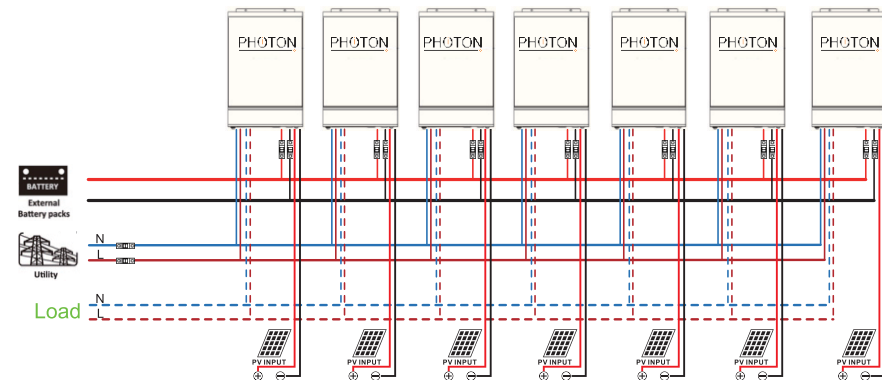 PHOTON PHOTON PHOTON PHOTON PHOTON PHOTON PHOTON
BATTERY
External
Battery packs
N
L
Utility
Load
N
L
PV INPUT PV INPUT PV INPUT PV INPUT PV INPUT PV INPUT PV INPUT
⊕ ⊖ ⊕ ⊖ ⊕ ⊖ ⊕ ⊖ ⊕ ⊖ ⊕ ⊖ ⊕ ⊖